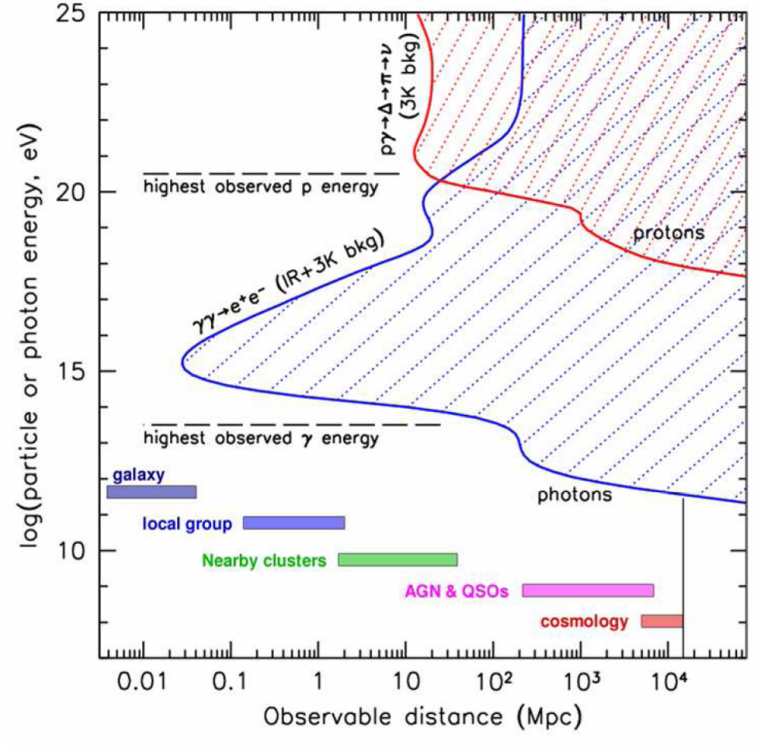 25
20
15
10
log(particle or photon energy, eV)
pγ→Δ→π→ν
(3K bkg)
highest observed p energy
protons
γγ→e⁺e⁻ (IR+3K bkg)
highest observed γ energy
galaxy
photons
local group
Nearby clusters
AGN & QSOs
cosmology
0.01 0.1 1 10 10² 10³ 10⁴
Observable distance (Mpc)